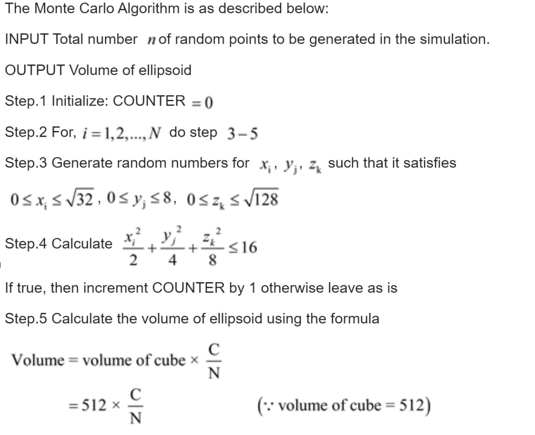 The Monte Carlo Algorithm is as described below:
INPUT Total number n of random points to be generated in the simulation.
OUTPUT Volume of ellipsoid
Step.1 Initialize: COUNTER = 0
Step.2 For, i = 1,2,...,N do step 3−5
Step.3 Generate random numbers for xᵢ, yⱼ, zₖ such that it satisfies
0 ≤ xᵢ ≤ √32, 0 ≤ yⱼ ≤ 8, 0 ≤ zₖ ≤ √128
Step.4 Calculate xᵢ²/2 + yⱼ²/4 + zₖ²/8 ≤ 16
If true, then increment COUNTER by 1 otherwise leave as is
Step.5 Calculate the volume of ellipsoid using the formula
Volume = volume of cube × C/N
= 512 × C/N (∵ volume of cube = 512)